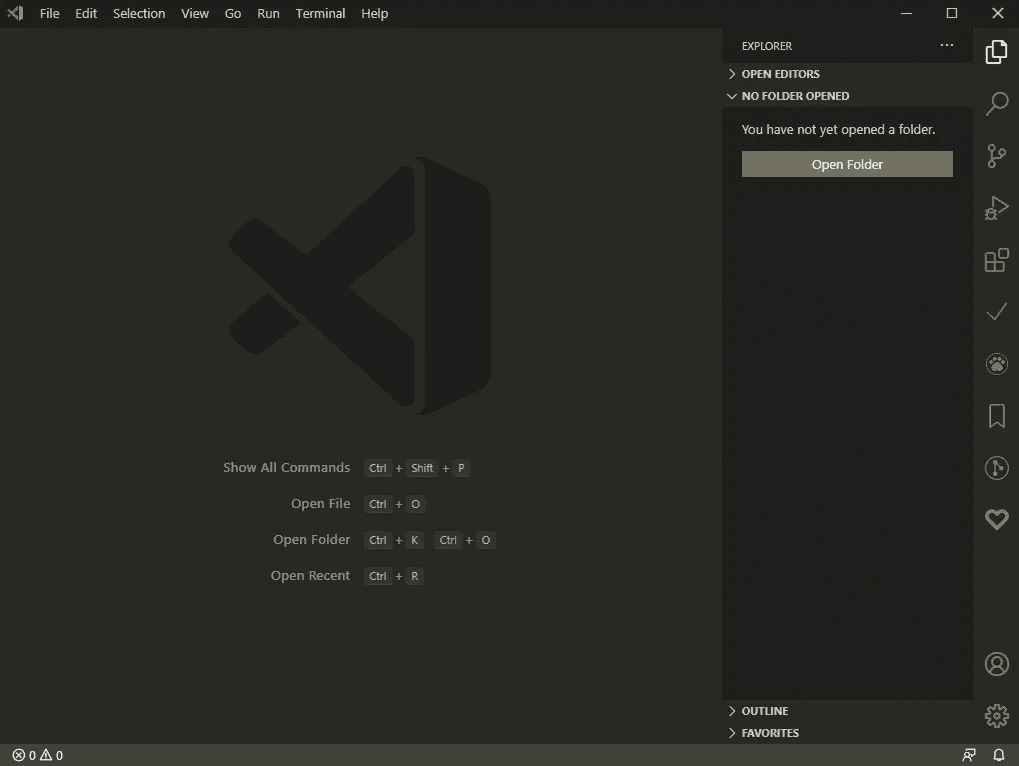 File Edit Selection View Go Run Terminal Help
EXPLORER
OPEN EDITORS
NO FOLDER OPENED
You have not yet opened a folder.
Open Folder
Show All Commands Ctrl + Shift + P
Open File Ctrl + O
Open Folder Ctrl + K Ctrl + O
Open Recent Ctrl + R
OUTLINE
FAVORITES
0 0